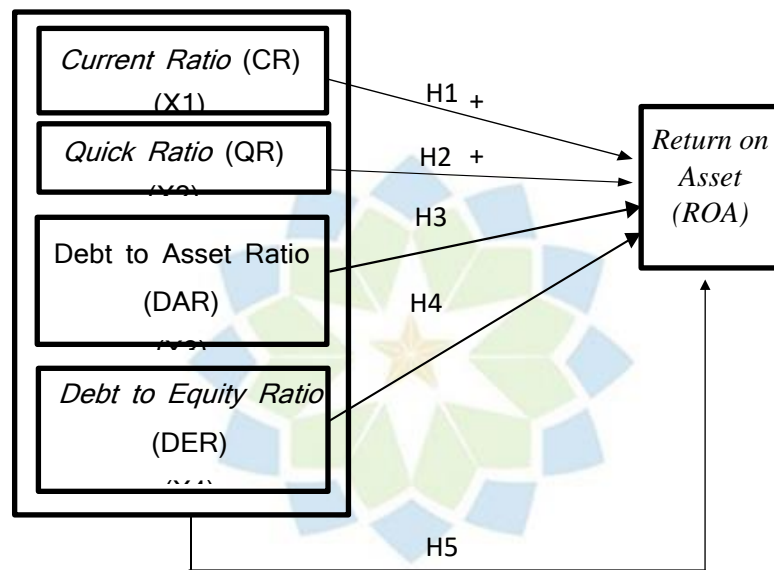 Current Ratio (CR)
(X1)
Quick Ratio (QR)
Debt to Asset Ratio
(DAR)
Debt to Equity Ratio
(DER)
H1 +
H2 +
H3
H4
H5
Return on
Asset
(ROA)